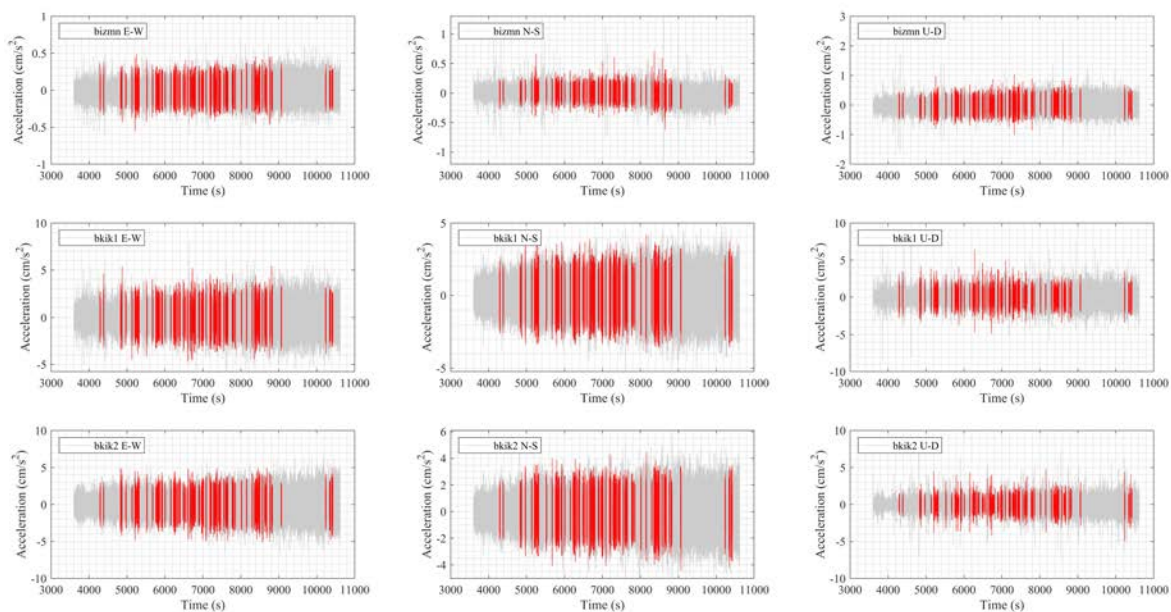 bizmn E-W
Acceleration (cm/s²)
1
0.5
0
-0.5
1
3000 4000 5000 6000 7000 8000 9000 10000 11000
Time (s)
bizmn N-S
Acceleration (cm/s²)
1
0.5
0
-0.5
-1
3000 4000 5000 6000 7000 8000 9000 10000 11000
Time (s)
bizmn U-D
Acceleration (cm/s²)
3
2
1
0
-1
-2
3000 4000 5000 6000 7000 8000 9000 10000 11000
Time (s)
bkik1 E-W
Acceleration (cm/s²)
10
5
0
-5
3000 4000 5000 6000 7000 8000 9000 10000 11000
Time (s)
bkik1 N-S
Acceleration (cm/s²)
5
0
-5
3000 4000 5000 6000 7000 8000 9000 10000 11000
Time (s)
bkik1 U-D
Acceleration (cm/s²)
10
5
0
-5
-10
3000 4000 5000 6000 7000 8000 9000 10000 11000
Time (s)
bkik2 E-W
Acceleration (cm/s²)
10
5
0
-5
-10
3000 4000 5000 6000 7000 8000 9000 10000 11000
Time (s)
bkik2 N-S
Acceleration (cm/s²)
6
4
2
0
-2
-4
3000 4000 5000 6000 7000 8000 9000 10000 11000
Time (s)
bkik2 U-D
Acceleration (cm/s²)
10
5
0
-5
-10
3000 4000 5000 6000 7000 8000 9000 10000 11000
Time (s)